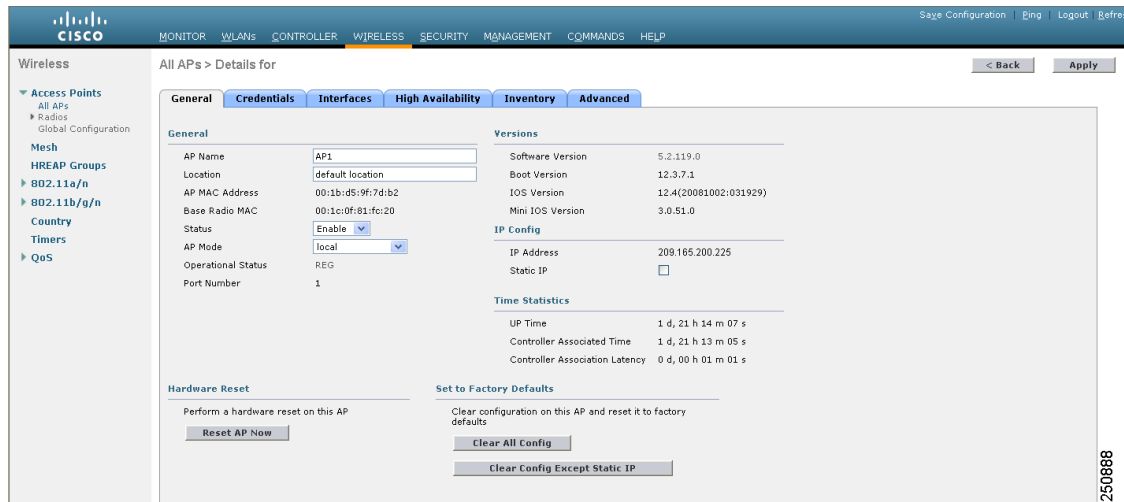 Save Configuration | Ping | Logout | Refre
CISCO
MONITOR WLANs CONTROLLER WIRELESS SECURITY MANAGEMENT COMMANDS HELP
Wireless
All APs > Details for
< Back
Apply
Access Points
All APs
Radios
Global Configuration
Mesh
HREAP Groups
802.11a/n
802.11b/g/n
Country
Timers
QoS
General Credentials Interfaces High Availability Inventory Advanced
General
AP Name AP1
Location default location
AP MAC Address 00:1b:d5:9f:7d:b2
Base Radio MAC 00:1c:0f:81:fc:20
Status Enable
AP Mode local
Operational Status REG
Port Number 1
Versions
Software Version 5.2.119.0
Boot Version 12.3.7.1
IOS Version 12.4(20081002:031929)
Mini IOS Version 3.0.51.0
IP Config
IP Address 209.165.200.225
Static IP
Time Statistics
UP Time 1 d, 21 h 14 m 07 s
Controller Associated Time 1 d, 21 h 13 m 05 s
Controller Association Latency 0 d, 00 h 01 m 01 s
Hardware Reset
Perform a hardware reset on this AP
Reset AP Now
Set to Factory Defaults
Clear configuration on this AP and reset it to factory
defaults
Clear All Config
Clear Config Except Static IP
250888